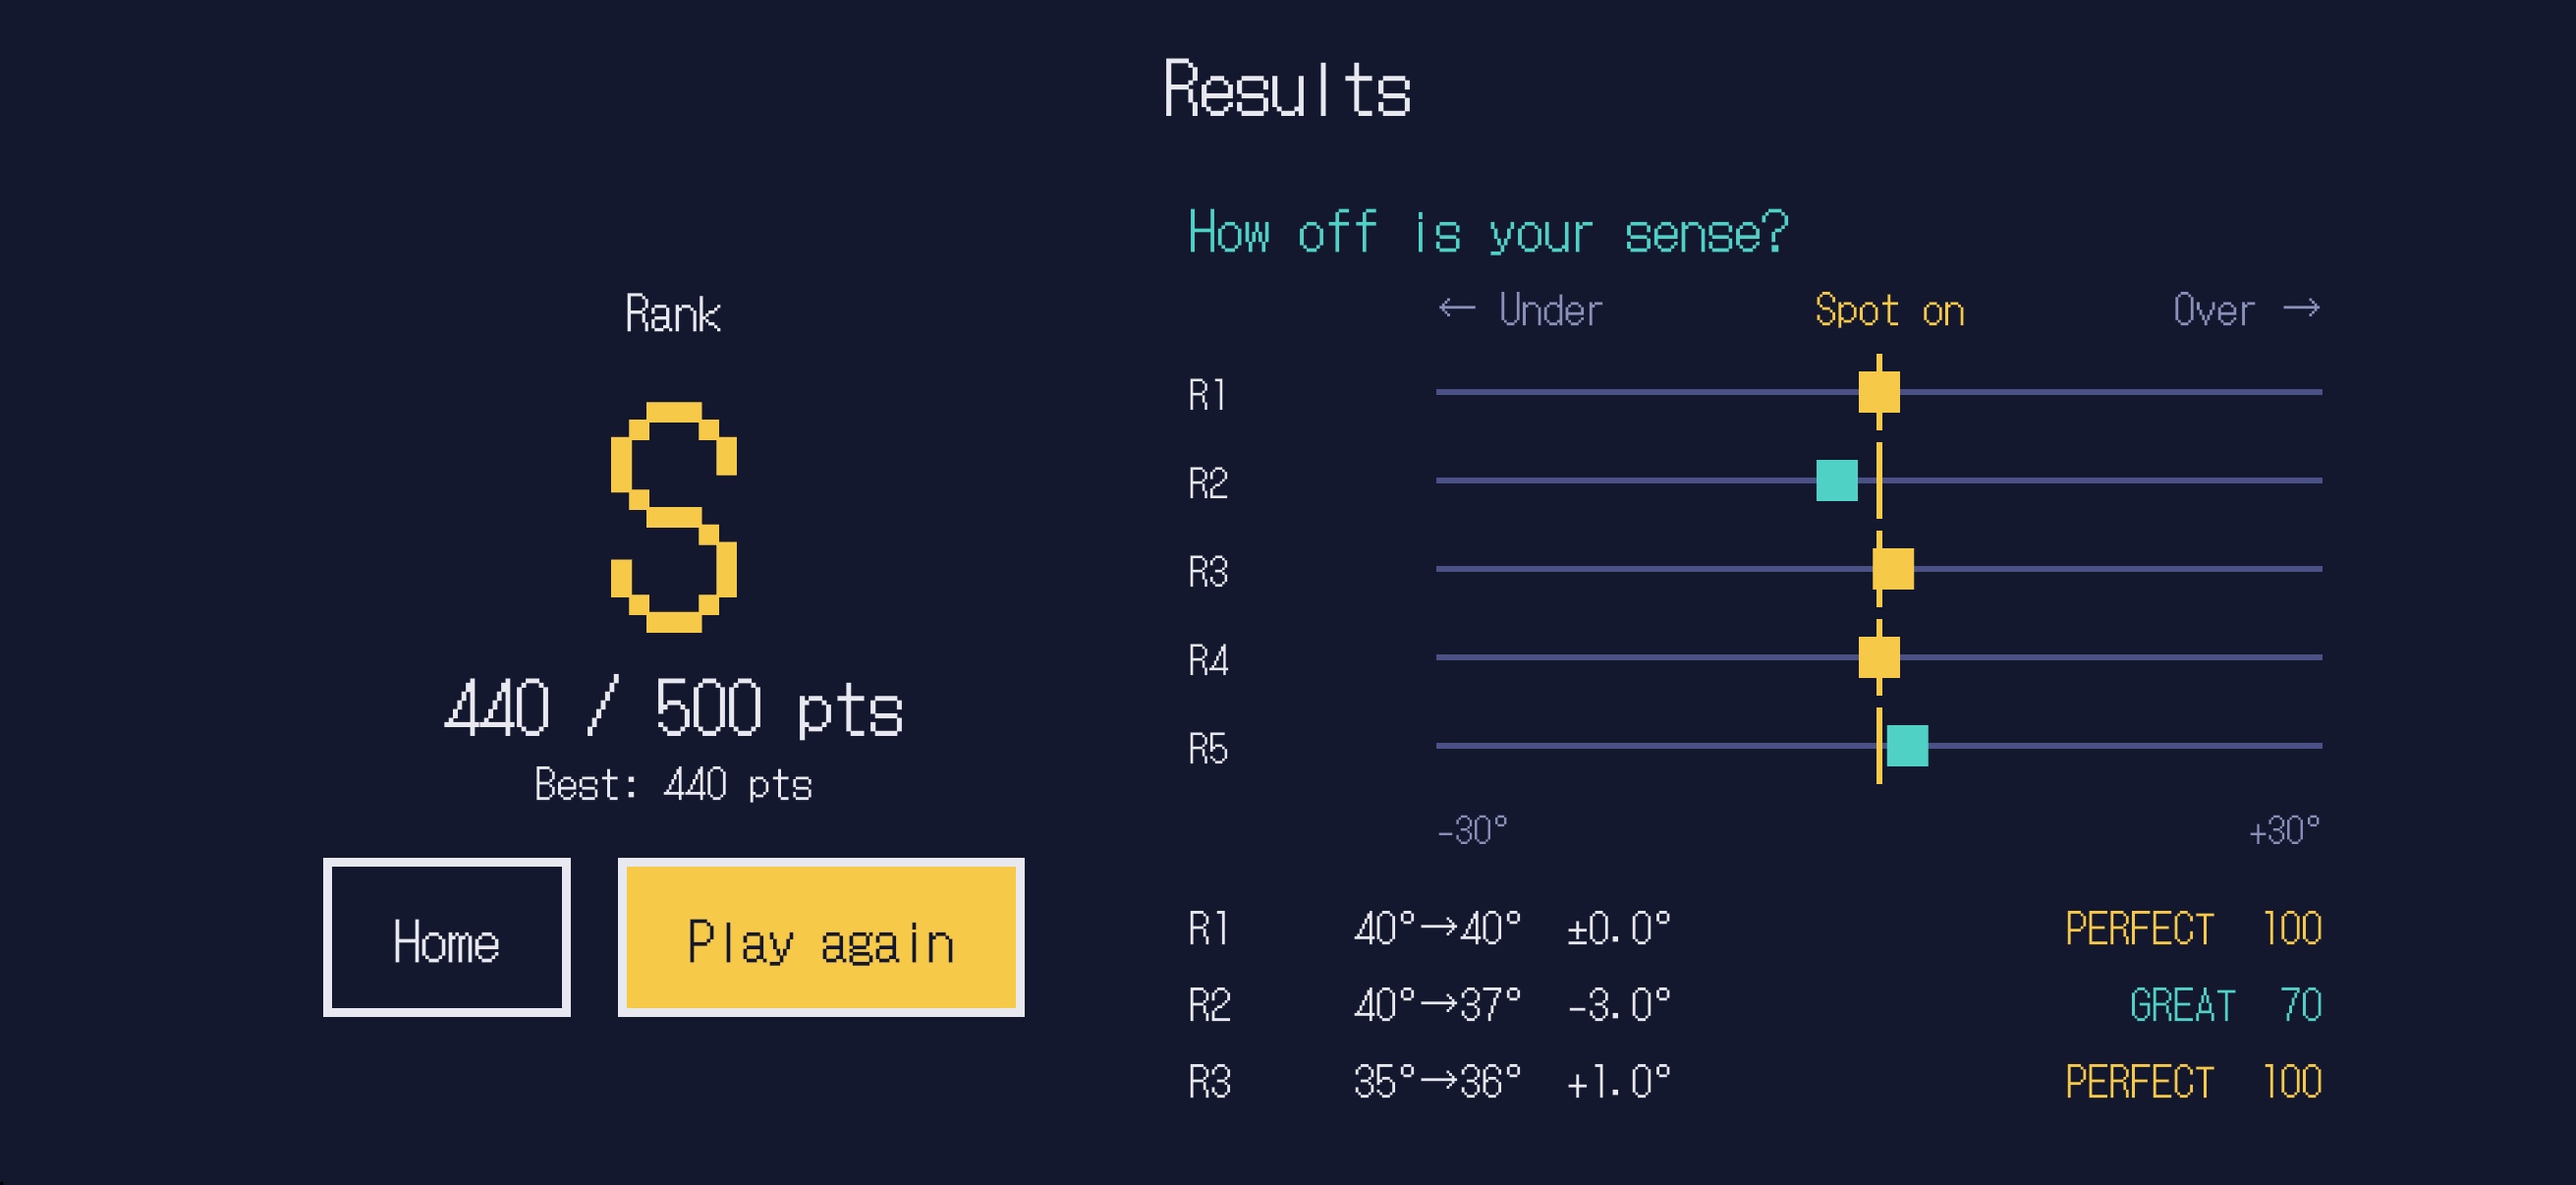 Results
Rank
S
440 / 500 pts
Best: 440 pts
Home
Play again
How off is your sense?
← Under Spot on Over →
R1
R2
R3
R4
R5
-30° +30°
R1 40°→40° ±0.0° PERFECT 100
R2 40°→37° -3.0° GREAT 70
R3 35°→36° +1.0° PERFECT 100